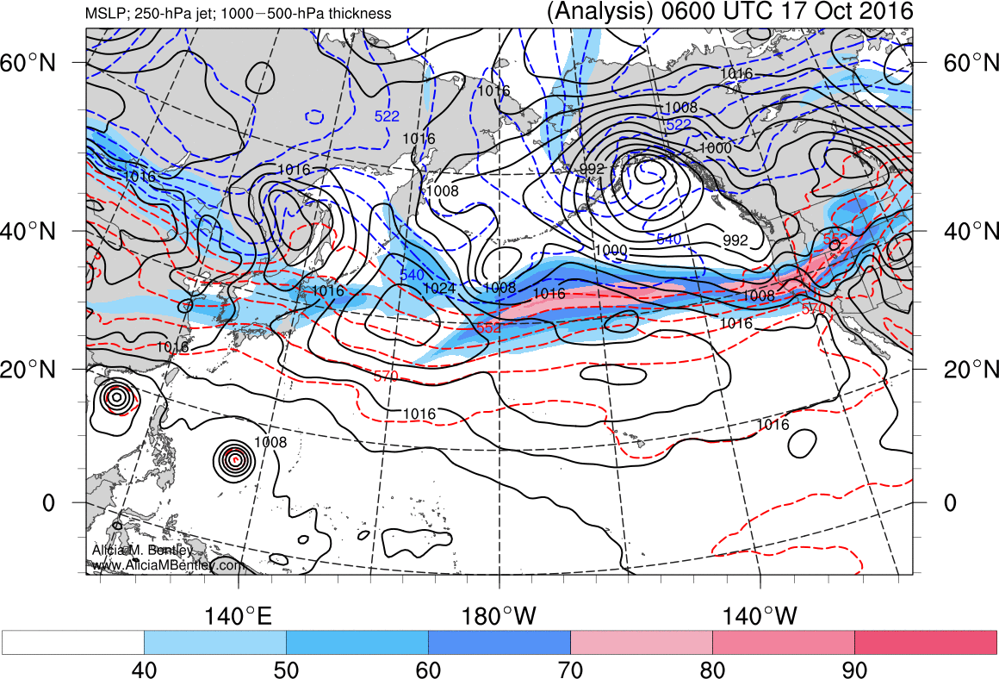 MSLP; 250-hPa jet; 1000−500-hPa thickness
(Analysis) 0600 UTC 17 Oct 2016
60°N
60°N
1016
1016
1008
522
522
1016
1000
1016
992
1016
1008
40°N
40°N
540
992
552
1000
540
1024
1008
1016
1016
1008
570
552
1016
1016
20°N
20°N
570
1016
1016
1008
0
0
Alicia M. Bentley
www.AliciaMBentley.com
140°E
180°W
140°W
40
50
60
70
80
90